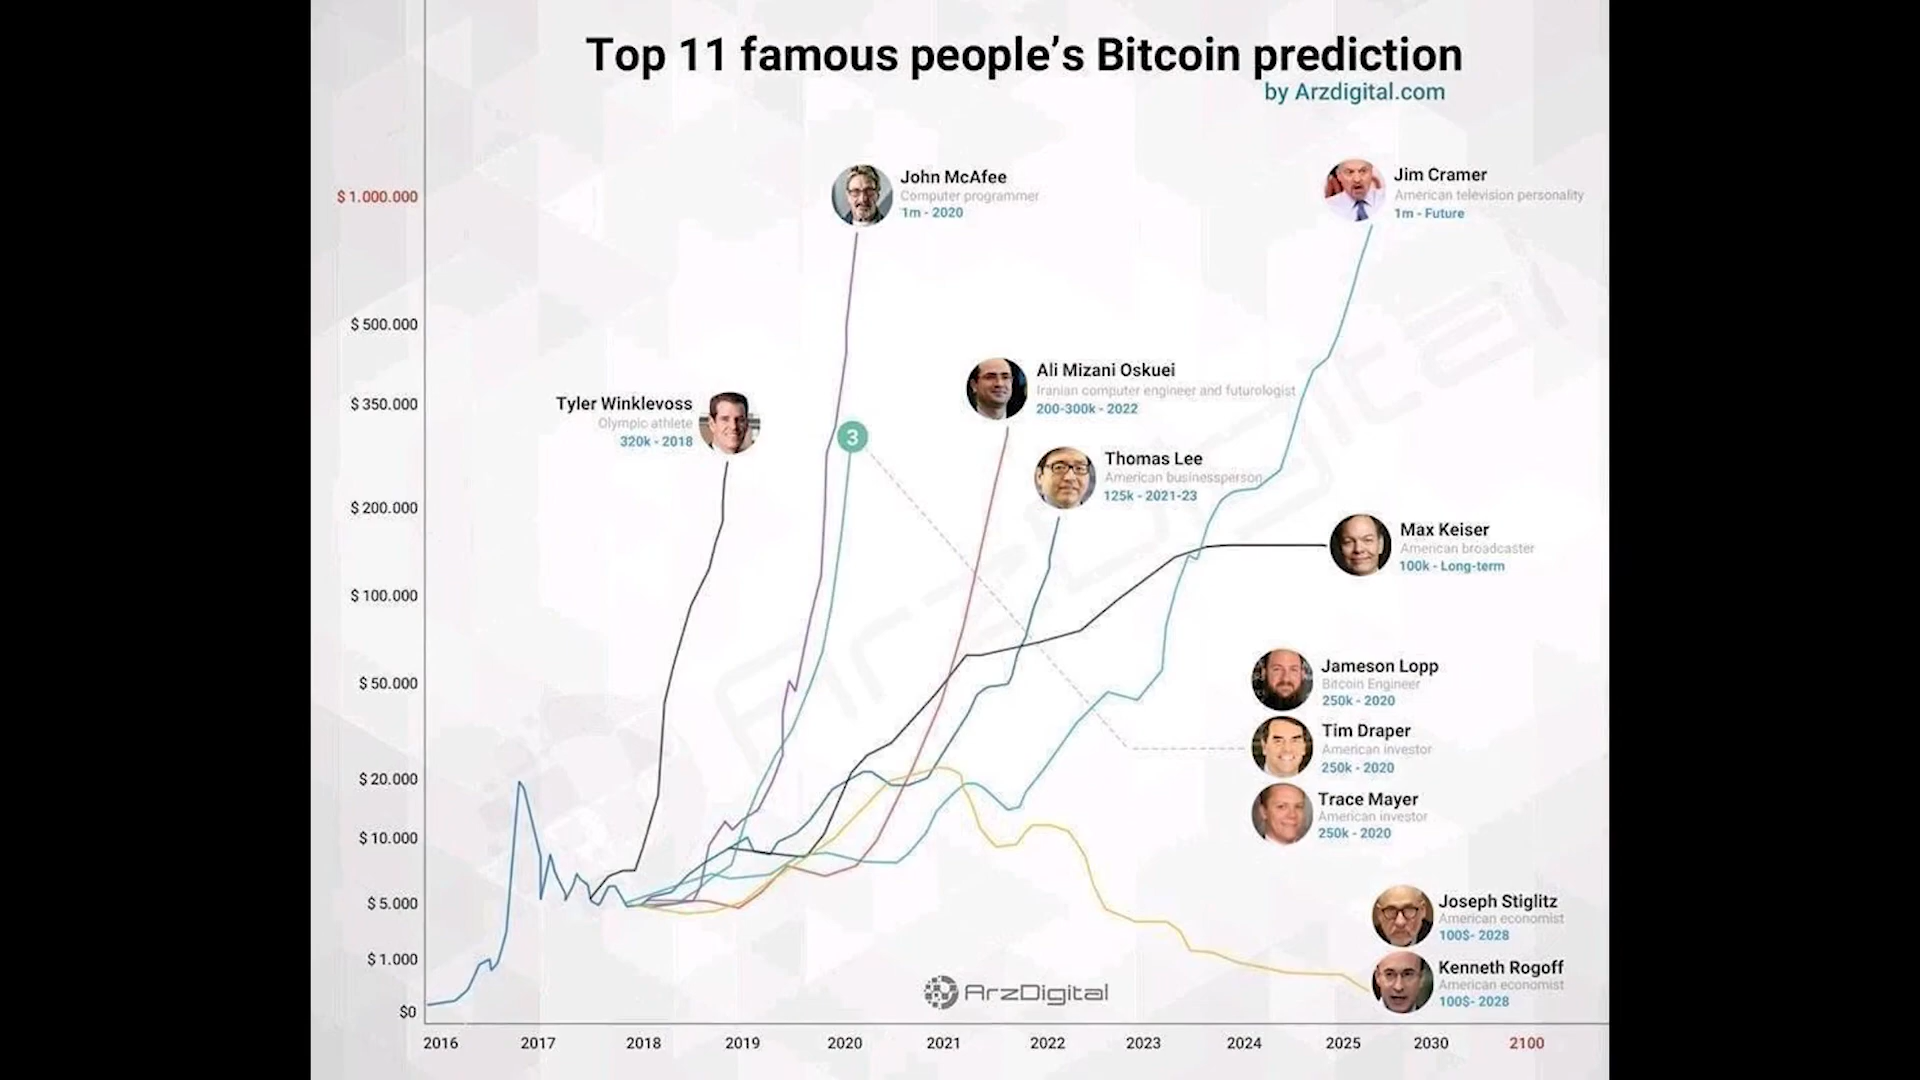 Top 11 famous people's Bitcoin prediction
by Arzdigital.com
$ 1.000.000
$ 500.000
$ 350.000
$ 200.000
$ 100.000
$ 50.000
$ 20.000
$ 10.000
$ 5.000
$ 1.000
$0
John McAfee
Computer programmer
1m - 2020
Jim Cramer
American television personality
1m - Future
Tyler Winklevoss
Olympic athlete
320k - 2018
3
Ali Mizani Oskuei
Iranian computer engineer and futurologist
200-300k - 2022
Thomas Lee
American businessperson
125k - 2021-23
Max Keiser
American broadcaster
100k - Long-term
Jameson Lopp
Bitcoin Engineer
250k - 2020
Tim Draper
American investor
250k - 2020
Trace Mayer
American investor
250k - 2020
Joseph Stiglitz
American economist
100$- 2028
Kenneth Rogoff
American economist
100$- 2028
ArzDigital
ArzDigital
2016 2017 2018 2019 2020 2021 2022 2023 2024 2025 2030 2100